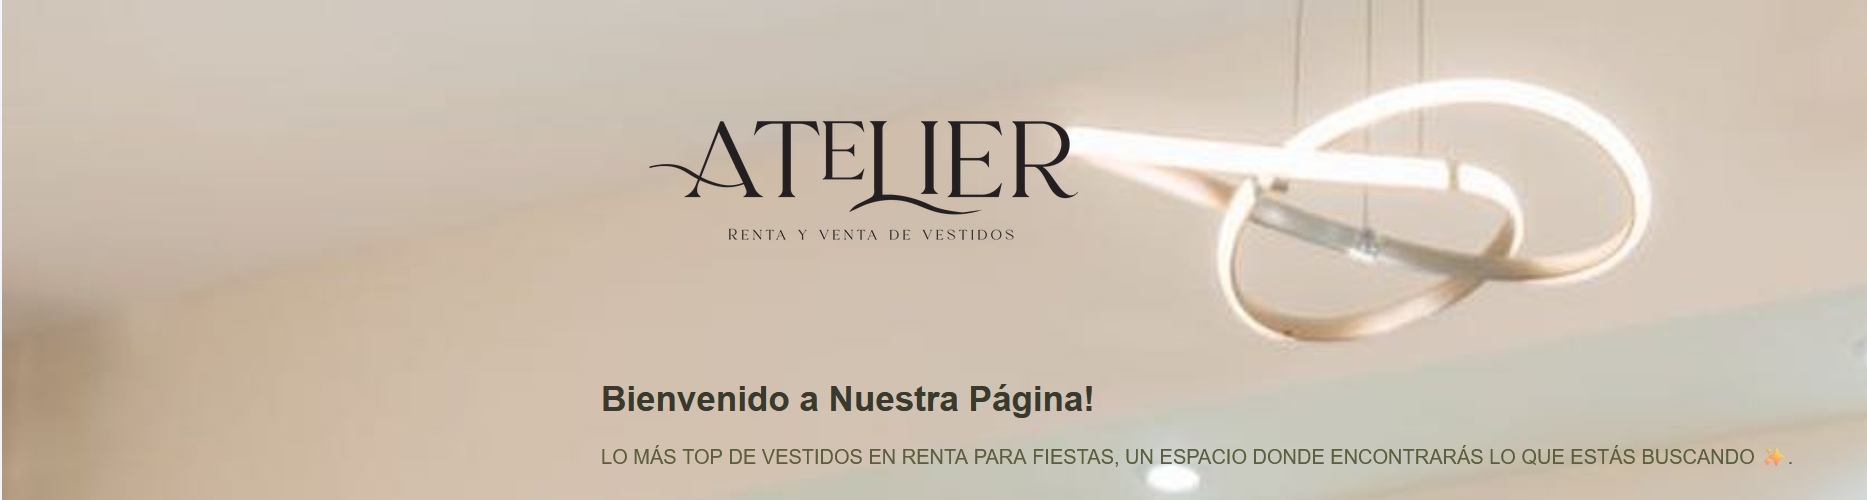 ATELIER
RENTA Y VENTA DE VESTIDOS
Bienvenido a Nuestra Página!
LO MÁS TOP DE VESTIDOS EN RENTA PARA FIESTAS, UN ESPACIO DONDE ENCONTRARÁS LO QUE ESTÁS BUSCANDO ✨.